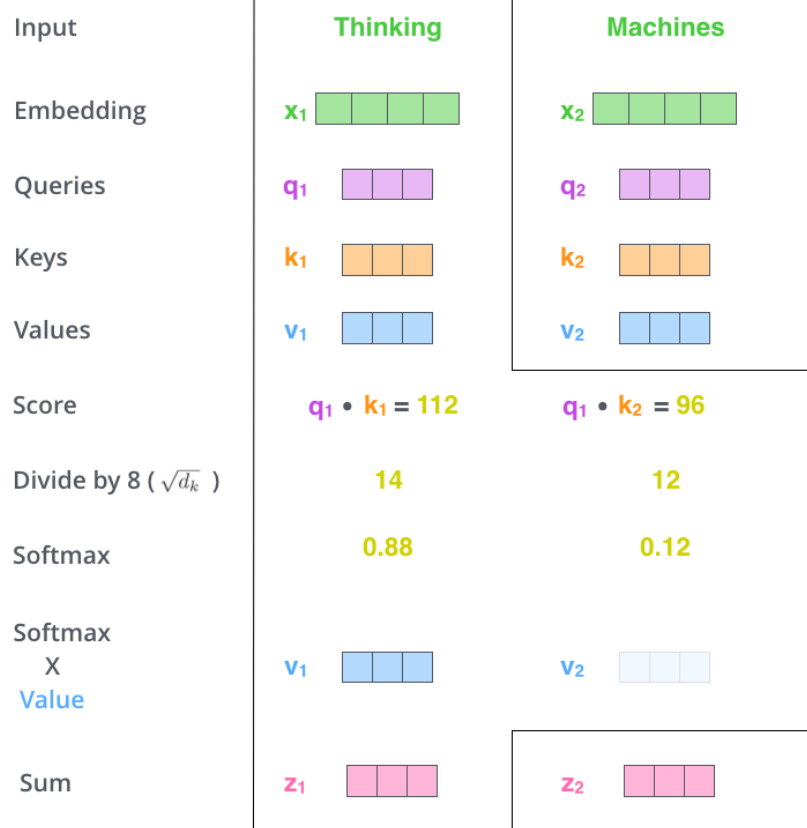 Input Thinking Machines
Embedding x₁ x₂
Queries q₁ q₂
Keys k₁ k₂
Values v₁ v₂
Score q₁ • k₁ = 112 q₁ • k₂ = 96
Divide by 8 ( √dₖ ) 14 12
Softmax 0.88 0.12
Softmax
X v₁ v₂
Value
Sum z₁ z₂